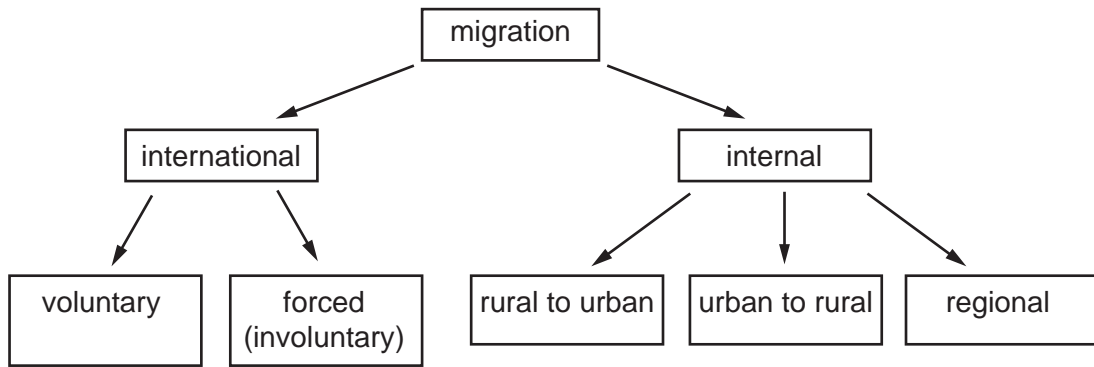 migration
international
internal
voluntary
forced
(involuntary)
rural to urban
urban to rural
regional